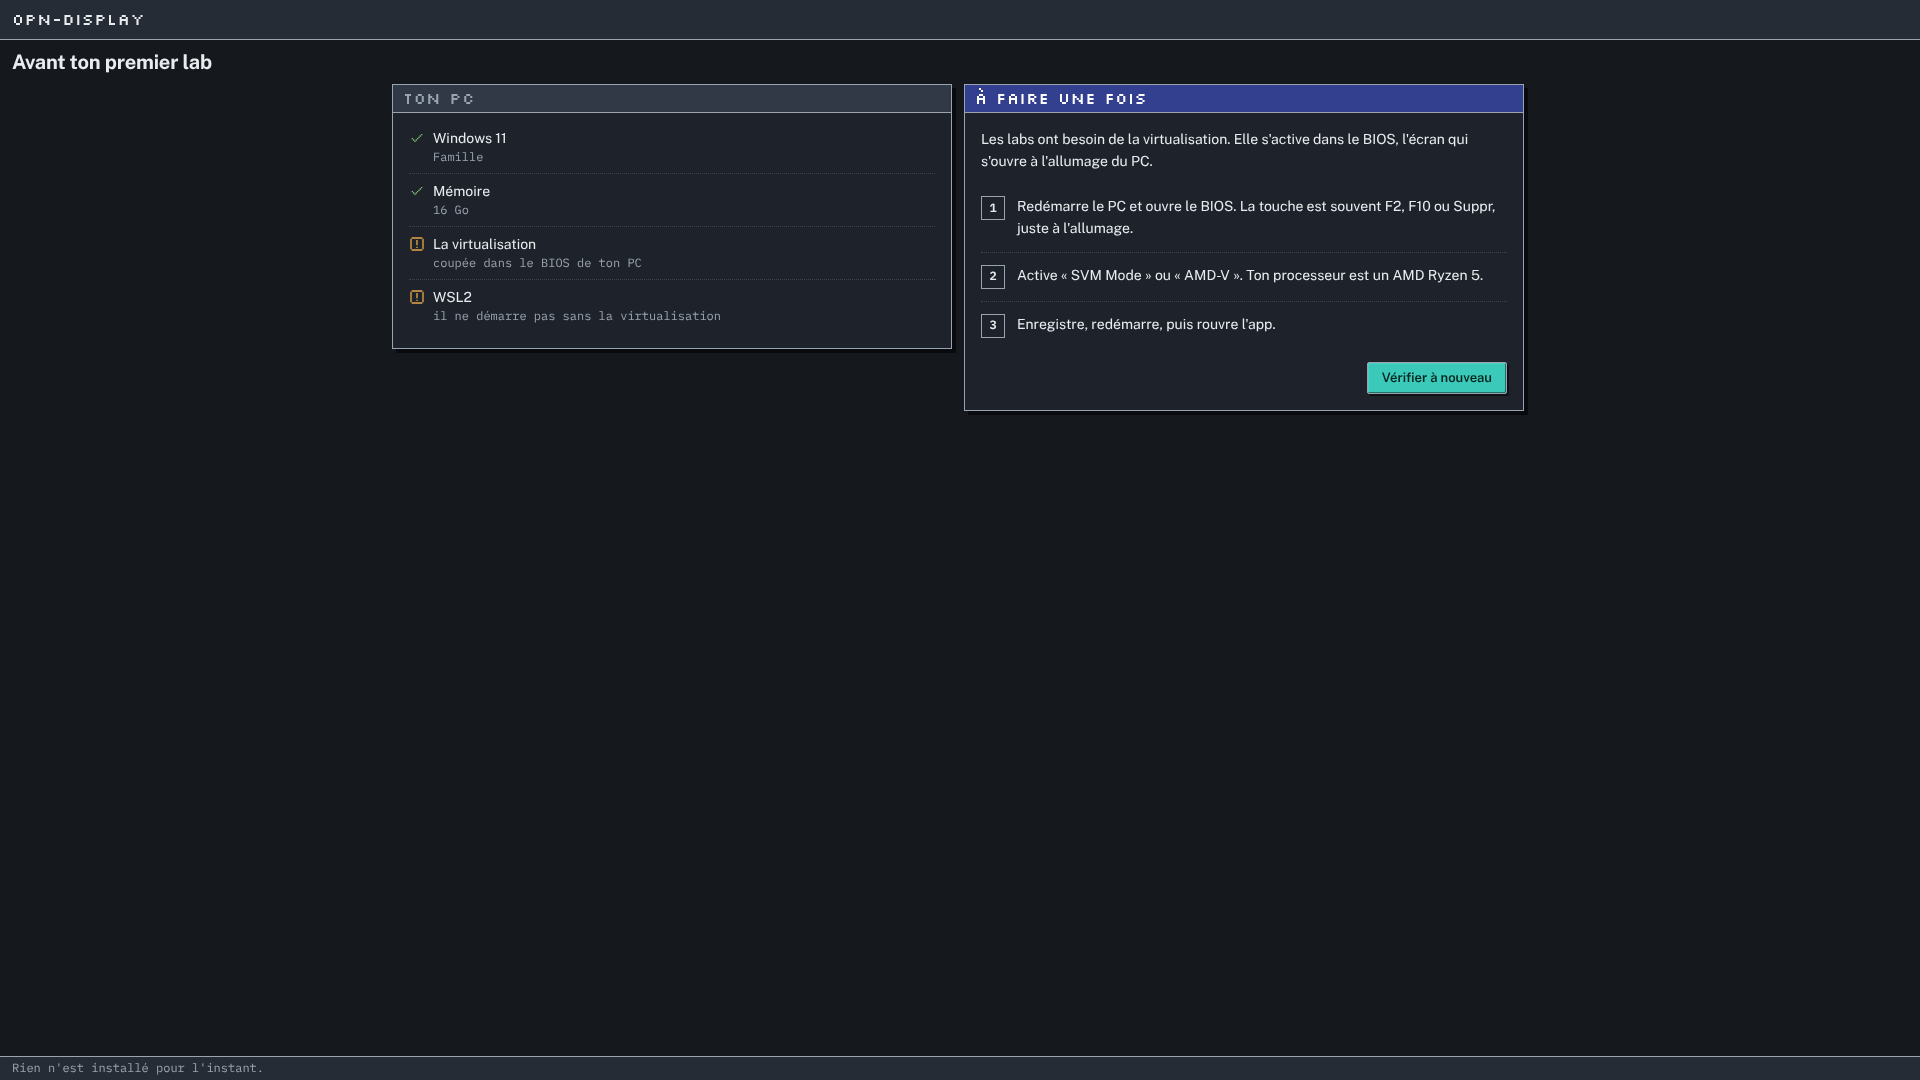 OPN-DISPLAY
Avant ton premier lab
TON PC
Windows 11
Famille
Mémoire
16 Go
La virtualisation
coupée dans le BIOS de ton PC
WSL2
il ne démarre pas sans la virtualisation
À FAIRE UNE FOIS
Les labs ont besoin de la virtualisation. Elle s'active dans le BIOS, l'écran qui
s'ouvre à l'allumage du PC.
1 Redémarre le PC et ouvre le BIOS. La touche est souvent F2, F10 ou Suppr,
juste à l'allumage.
2 Active « SVM Mode » ou « AMD-V ». Ton processeur est un AMD Ryzen 5.
3 Enregistre, redémarre, puis rouvre l'app.
Vérifier à nouveau
Rien n'est installé pour l'instant.